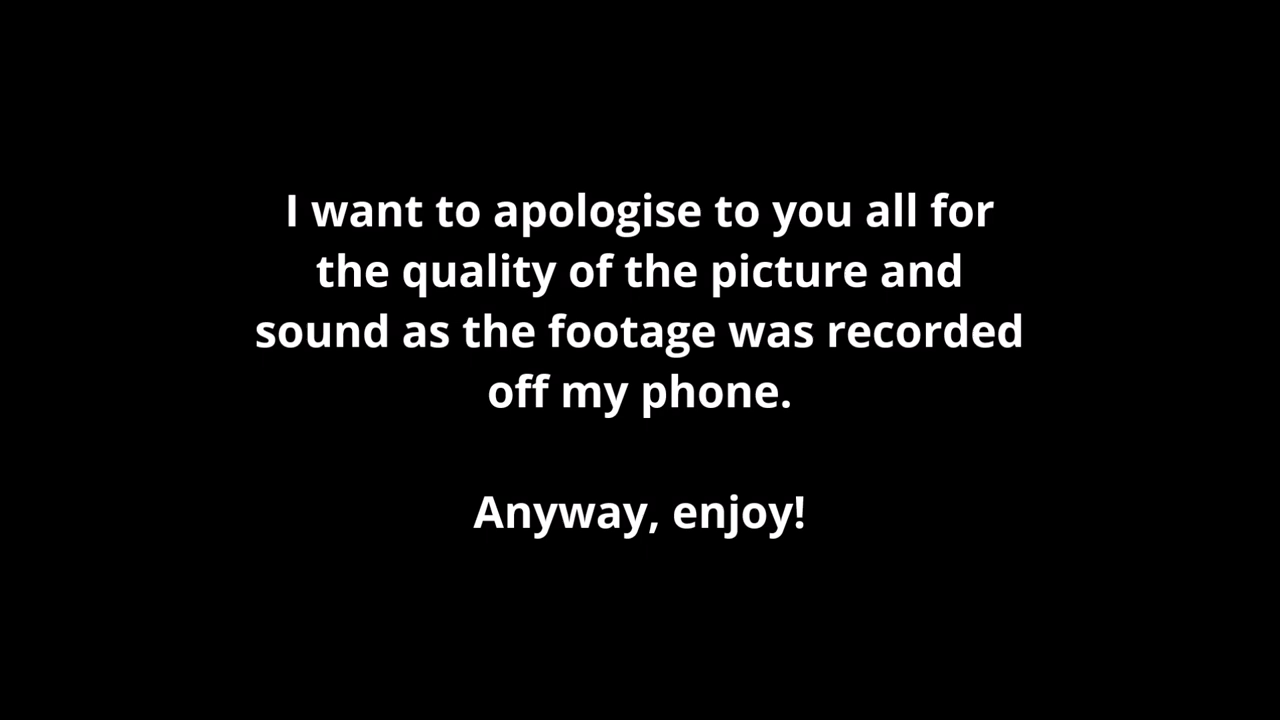 I want to apologise to you all for
the quality of the picture and
sound as the footage was recorded
off my phone.
Anyway, enjoy!